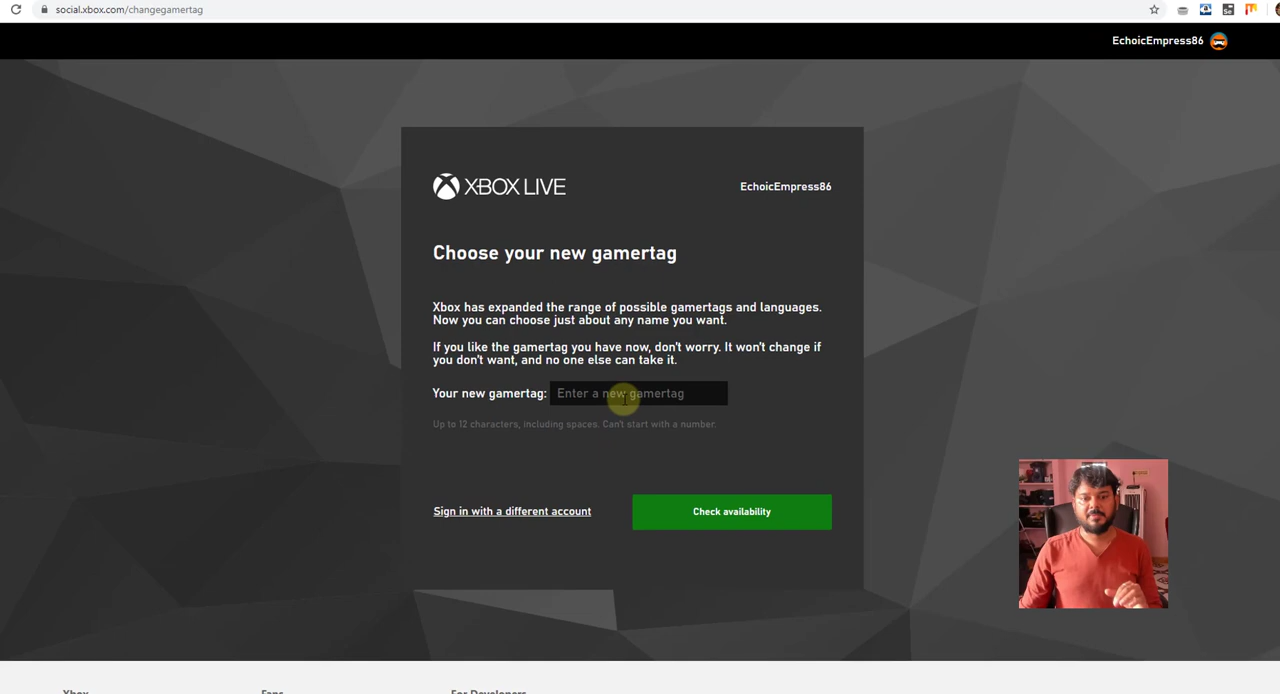 social.xbox.com/changegamertag
EchoicEmpress86
XBOX LIVE
EchoicEmpress86
Choose your new gamertag
Xbox has expanded the range of possible gamertags and languages.
Now you can choose just about any name you want.
If you like the gamertag you have now, don't worry. It won't change if
you don't want, and no one else can take it.
Your new gamertag: Enter a new gamertag
Up to 12 characters, including spaces. Can't start with a number.
Sign in with a different account
Check availability
Xbox
Fans
For Developers